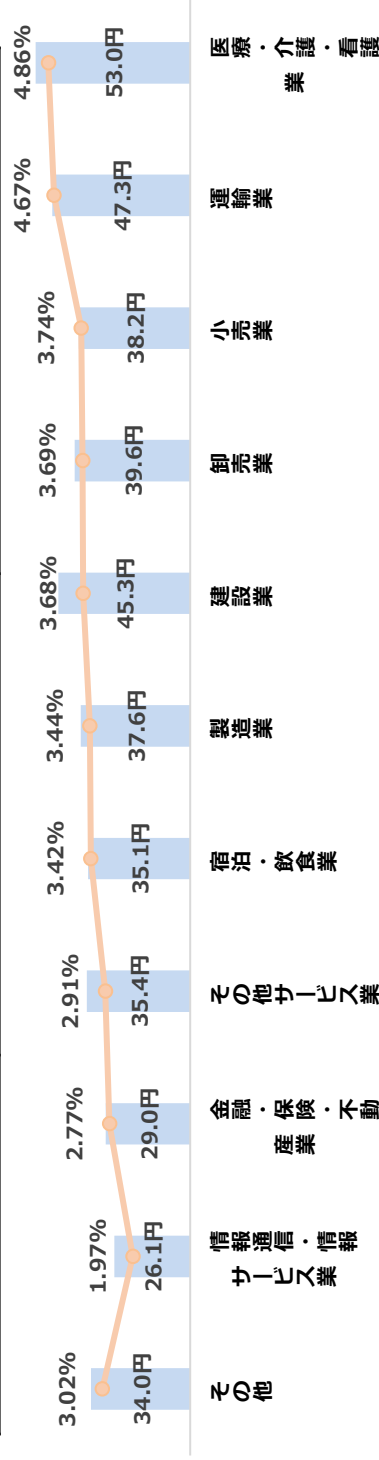 4.86%
4.67%
3.74%
3.69%
3.68%
3.44%
3.42%
2.91%
2.77%
1.97%
3.02%
53.0円
47.3円
38.2円
39.6円
45.3円
37.6円
35.1円
35.4円
29.0円
26.1円
34.0円
医療・介護・看護
業
運輸業
小売業
卸売業
建設業
製造業
宿泊・飲食業
その他サービス業
金融・保険・不動
産業
情報通信・情報
サービス業
その他